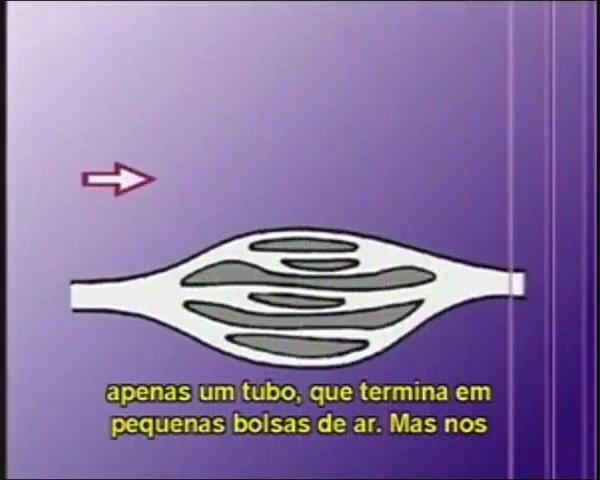 apenas um tubo, que termina em
pequenas bolsas de ar. Mas nos